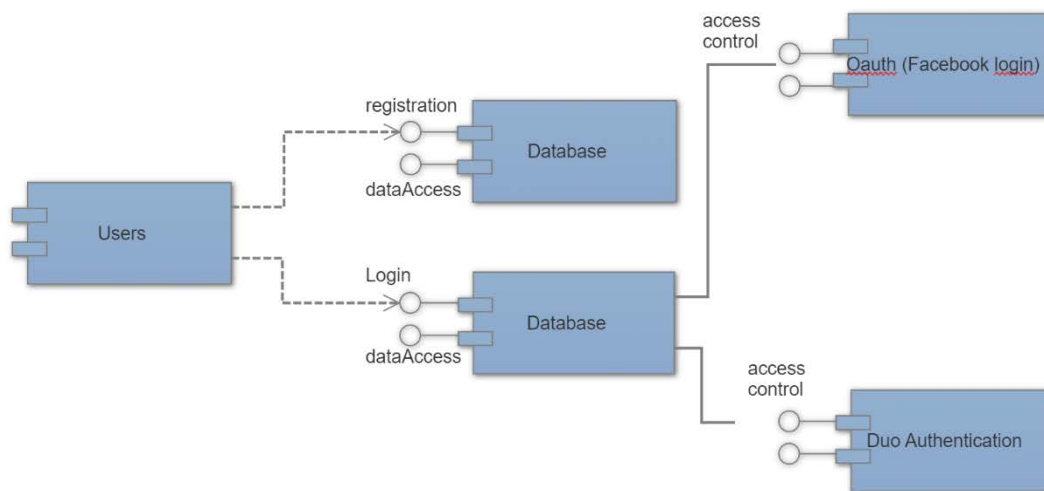 access
control
Oauth (Facebook login)
registration
Database
dataAccess
Users
Login
Database
dataAccess
access
control
Duo Authentication